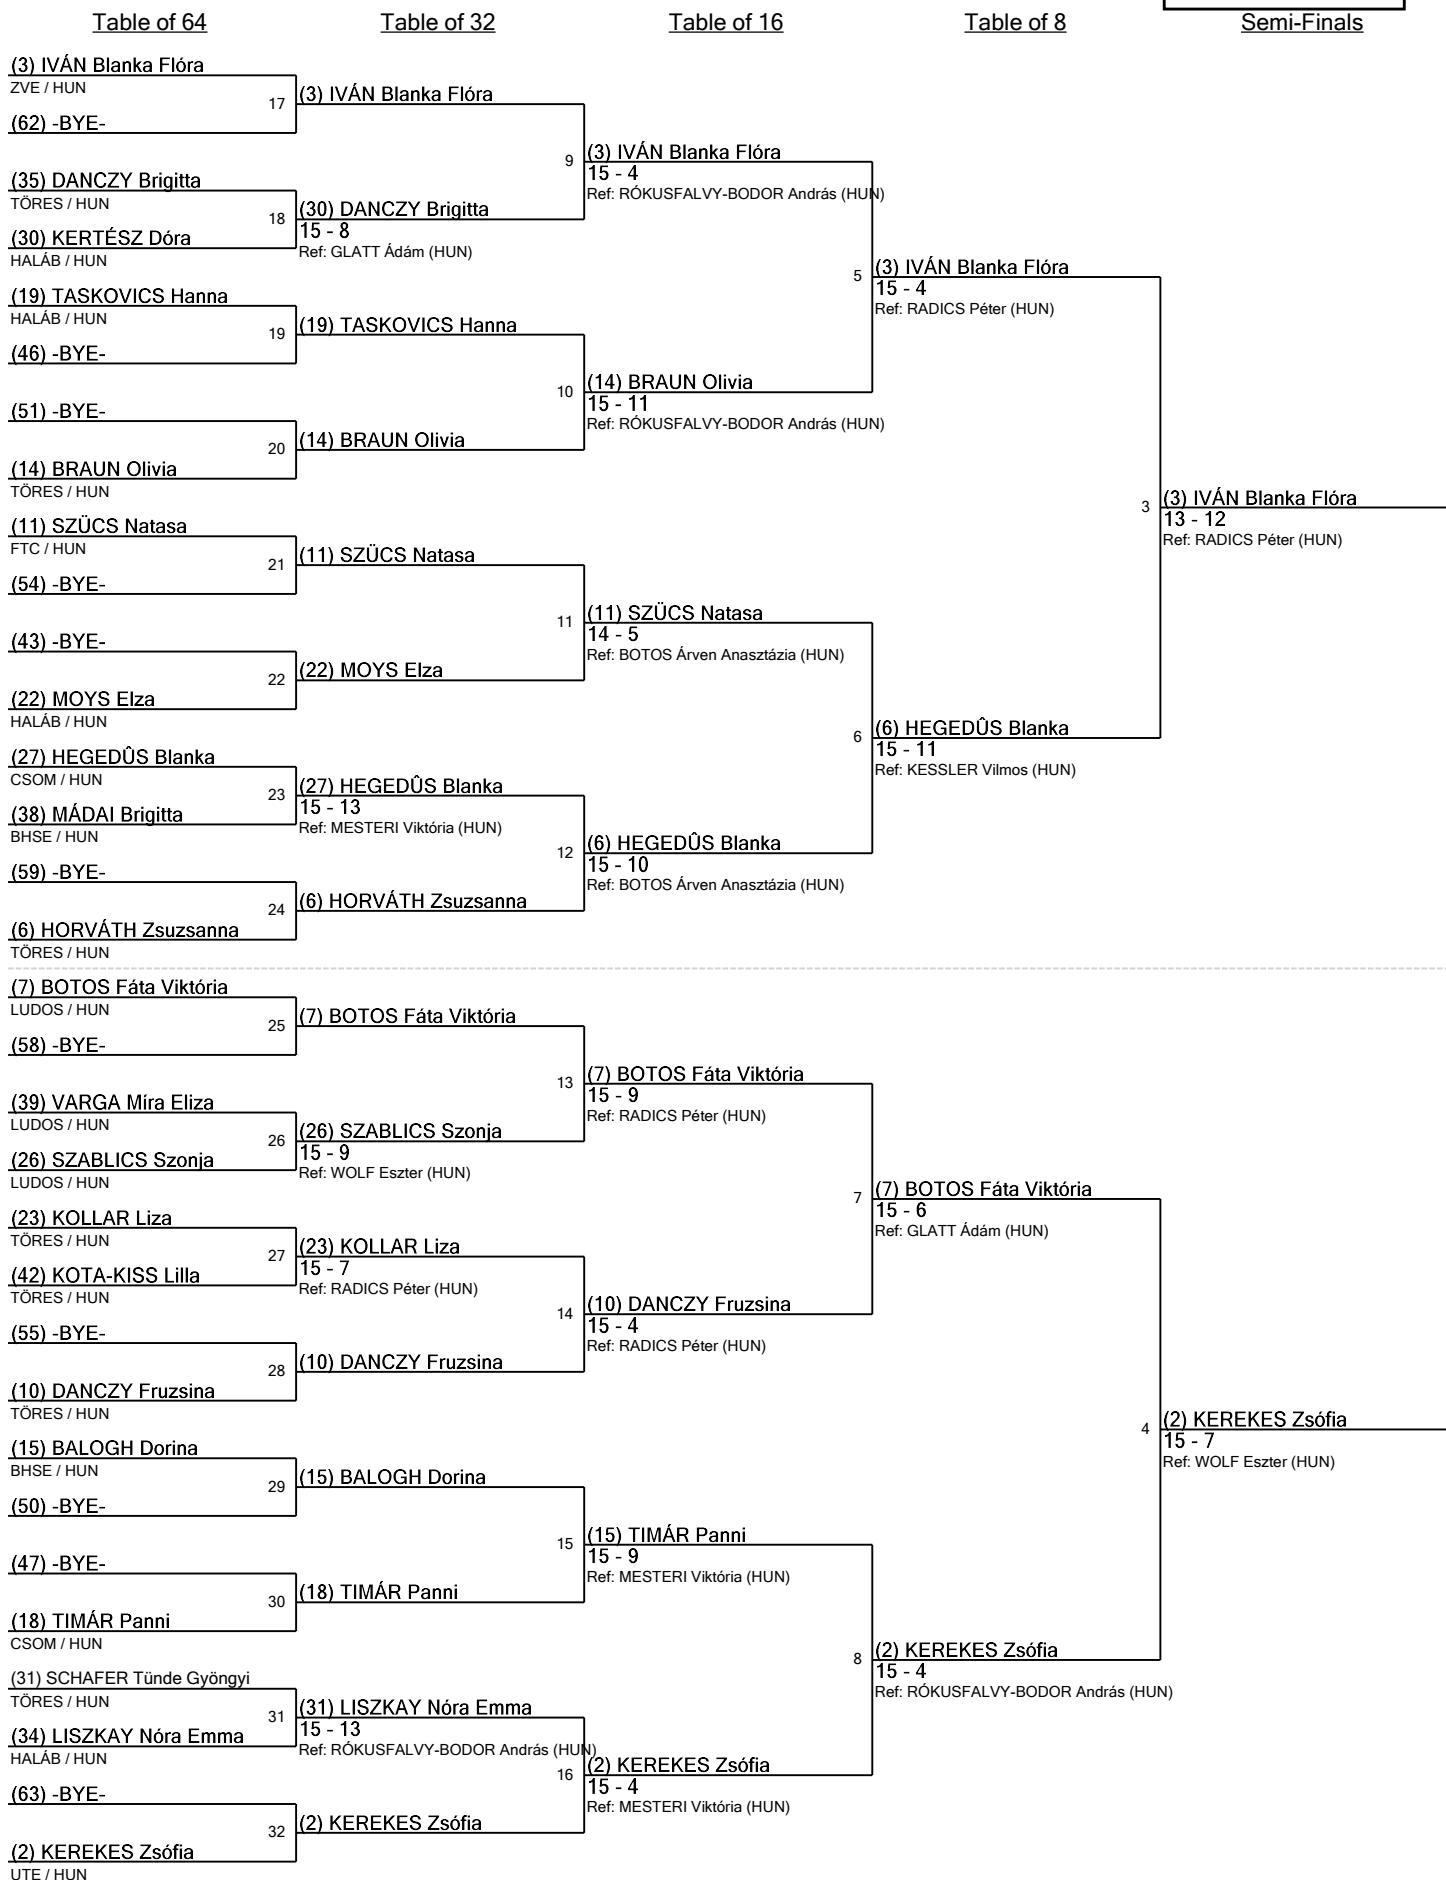 Table of 64
Table of 32
Table of 16
Table of 8
Semi-Finals
(3) IVÁN Blanka Flóra
ZVE / HUN
17
(62) -BYE-
(35) DANCZY Brigitta
TÖRES / HUN
18
(30) KERTÉSZ Dóra
HALÁB / HUN
(19) TASKOVICS Hanna
HALÁB / HUN
19
(46) -BYE-
(51) -BYE-
20
(14) BRAUN Olivia
TÖRES / HUN
(11) SZÜCS Natasa
FTC / HUN
21
(54) -BYE-
(43) -BYE-
22
(22) MOYS Elza
HALÁB / HUN
(27) HEGEDÛS Blanka
CSOM / HUN
23
(38) MÁDAI Brigitta
BHSE / HUN
(59) -BYE-
24
(6) HORVÁTH Zsuzsanna
TÖRES / HUN
(7) BOTOS Fáta Viktória
LUDOS / HUN
25
(58) -BYE-
(39) VARGA Míra Eliza
LUDOS / HUN
26
(26) SZABLICS Szonja
LUDOS / HUN
(23) KOLLAR Liza
TÖRES / HUN
27
(42) KOTA-KISS Lilla
TÖRES / HUN
(55) -BYE-
28
(10) DANCZY Fruzsina
TÖRES / HUN
(15) BALOGH Dorina
BHSE / HUN
29
(50) -BYE-
(47) -BYE-
30
(18) TIMÁR Panni
CSOM / HUN
(31) SCHAFER Tünde Gyöngyi
TÖRES / HUN
31
(34) LISZKAY Nóra Emma
HALÁB / HUN
(63) -BYE-
32
(2) KEREKES Zsófia
UTE / HUN
(3) IVÁN Blanka Flóra
9
(30) DANCZY Brigitta
15 - 8
Ref: GLATT Ádám (HUN)
(19) TASKOVICS Hanna
10
(14) BRAUN Olivia
(11) SZÜCS Natasa
11
(22) MOYS Elza
(27) HEGEDÛS Blanka
15 - 13
Ref: MESTERI Viktória (HUN)
12
(6) HORVÁTH Zsuzsanna
(7) BOTOS Fáta Viktória
13
(26) SZABLICS Szonja
15 - 9
Ref: WOLF Eszter (HUN)
(23) KOLLAR Liza
15 - 7
Ref: RADICS Péter (HUN)
14
(10) DANCZY Fruzsina
(15) BALOGH Dorina
15
(18) TIMÁR Panni
(31) LISZKAY Nóra Emma
15 - 13
Ref: RÓKUSFALVY-BODOR András (HUN)
16
(2) KEREKES Zsófia
(3) IVÁN Blanka Flóra
15 - 4
Ref: RÓKUSFALVY-BODOR András (HUN)
5
(14) BRAUN Olivia
15 - 11
Ref: RÓKUSFALVY-BODOR András (HUN)
(11) SZÜCS Natasa
14 - 5
Ref: BOTOS Árven Anasztázia (HUN)
6
(6) HEGEDÛS Blanka
15 - 10
Ref: BOTOS Árven Anasztázia (HUN)
(7) BOTOS Fáta Viktória
15 - 9
Ref: RADICS Péter (HUN)
7
(10) DANCZY Fruzsina
15 - 4
Ref: RADICS Péter (HUN)
(15) TIMÁR Panni
15 - 9
Ref: MESTERI Viktória (HUN)
8
(2) KEREKES Zsófia
15 - 4
Ref: MESTERI Viktória (HUN)
(3) IVÁN Blanka Flóra
15 - 4
Ref: RADICS Péter (HUN)
3
(6) HEGEDÛS Blanka
15 - 11
Ref: KESSLER Vilmos (HUN)
(7) BOTOS Fáta Viktória
15 - 6
Ref: GLATT Ádám (HUN)
4
(2) KEREKES Zsófia
15 - 4
Ref: RÓKUSFALVY-BODOR András (HUN)
(3) IVÁN Blanka Flóra
13 - 12
Ref: RADICS Péter (HUN)
(2) KEREKES Zsófia
15 - 7
Ref: WOLF Eszter (HUN)